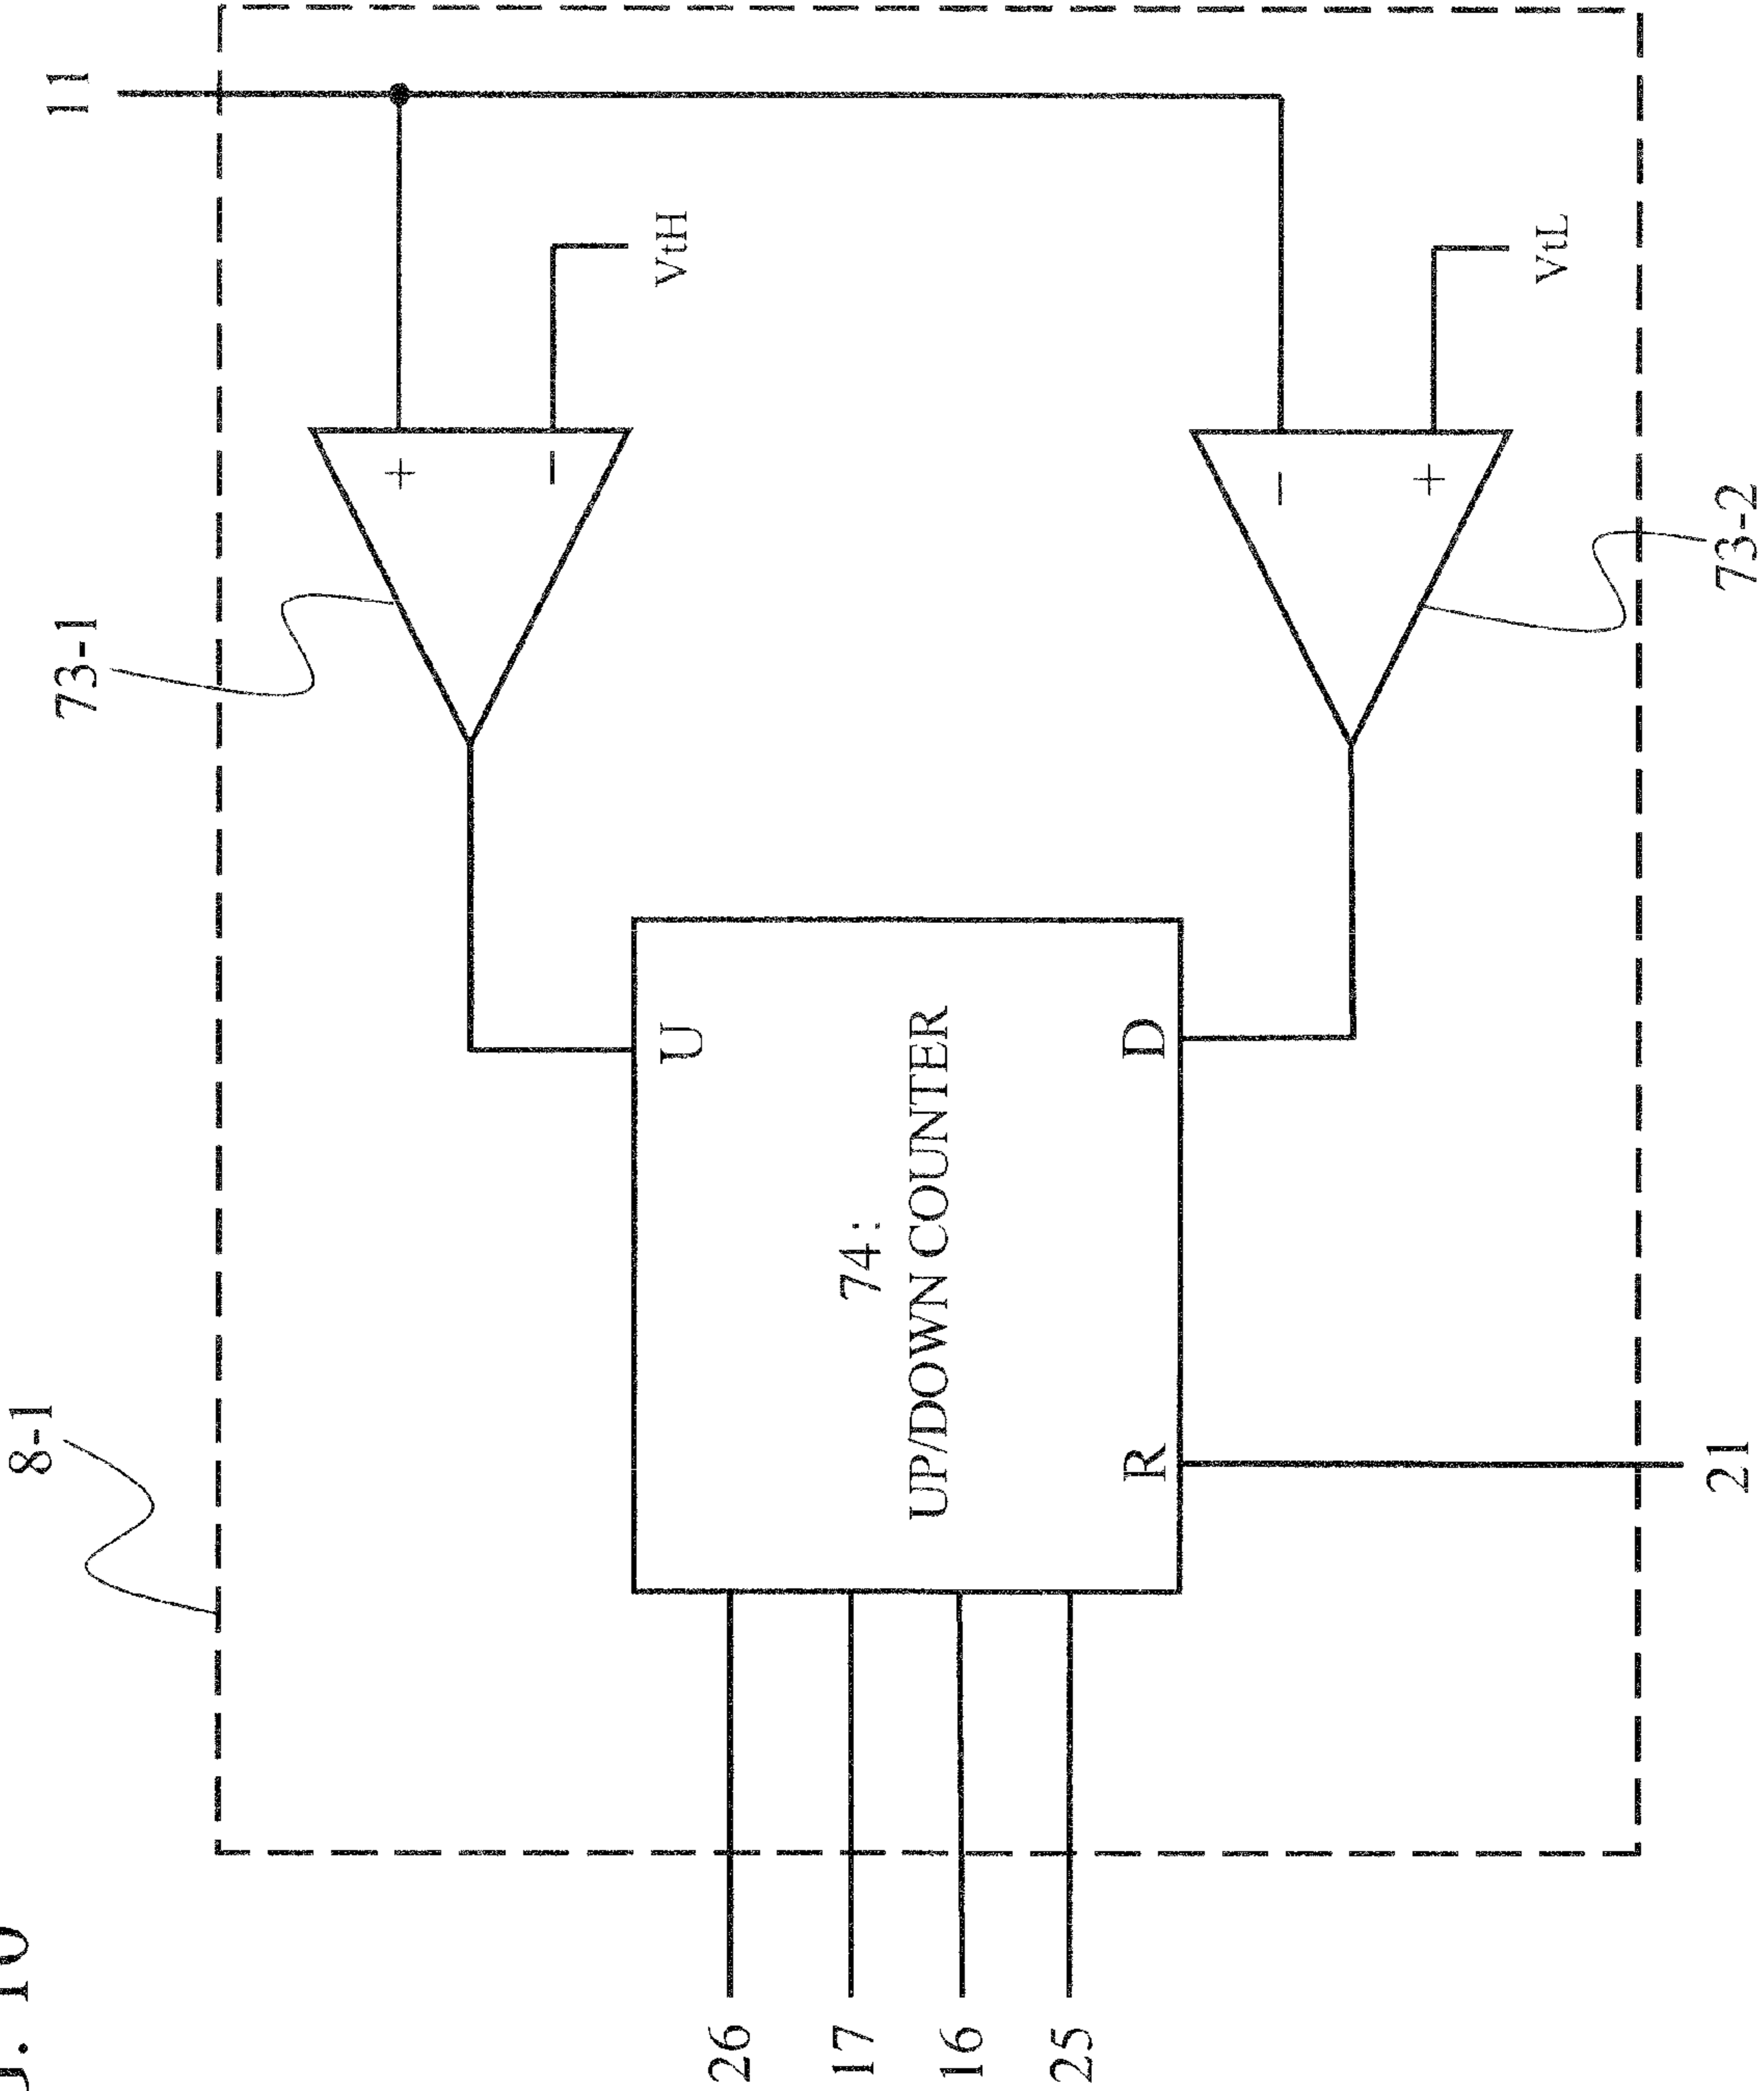 8-1
73-1
11
26
17
16
25
U
74:
UP/DOWN COUNTER
R
D
+
−
VtH
−
+
VtL
73-2
21